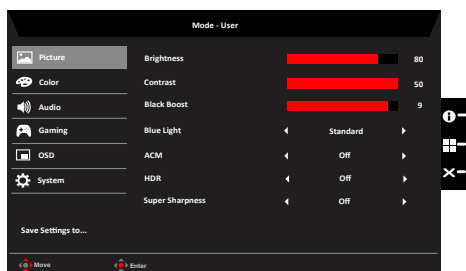 Mode - User
Picture
Brightness 80
Color
Contrast 50
Audio
Black Boost 9
Gaming
Blue Light Standard
OSD
ACM Off
System
HDR Off
Super Sharpness Off
Save Settings to...
Move Enter